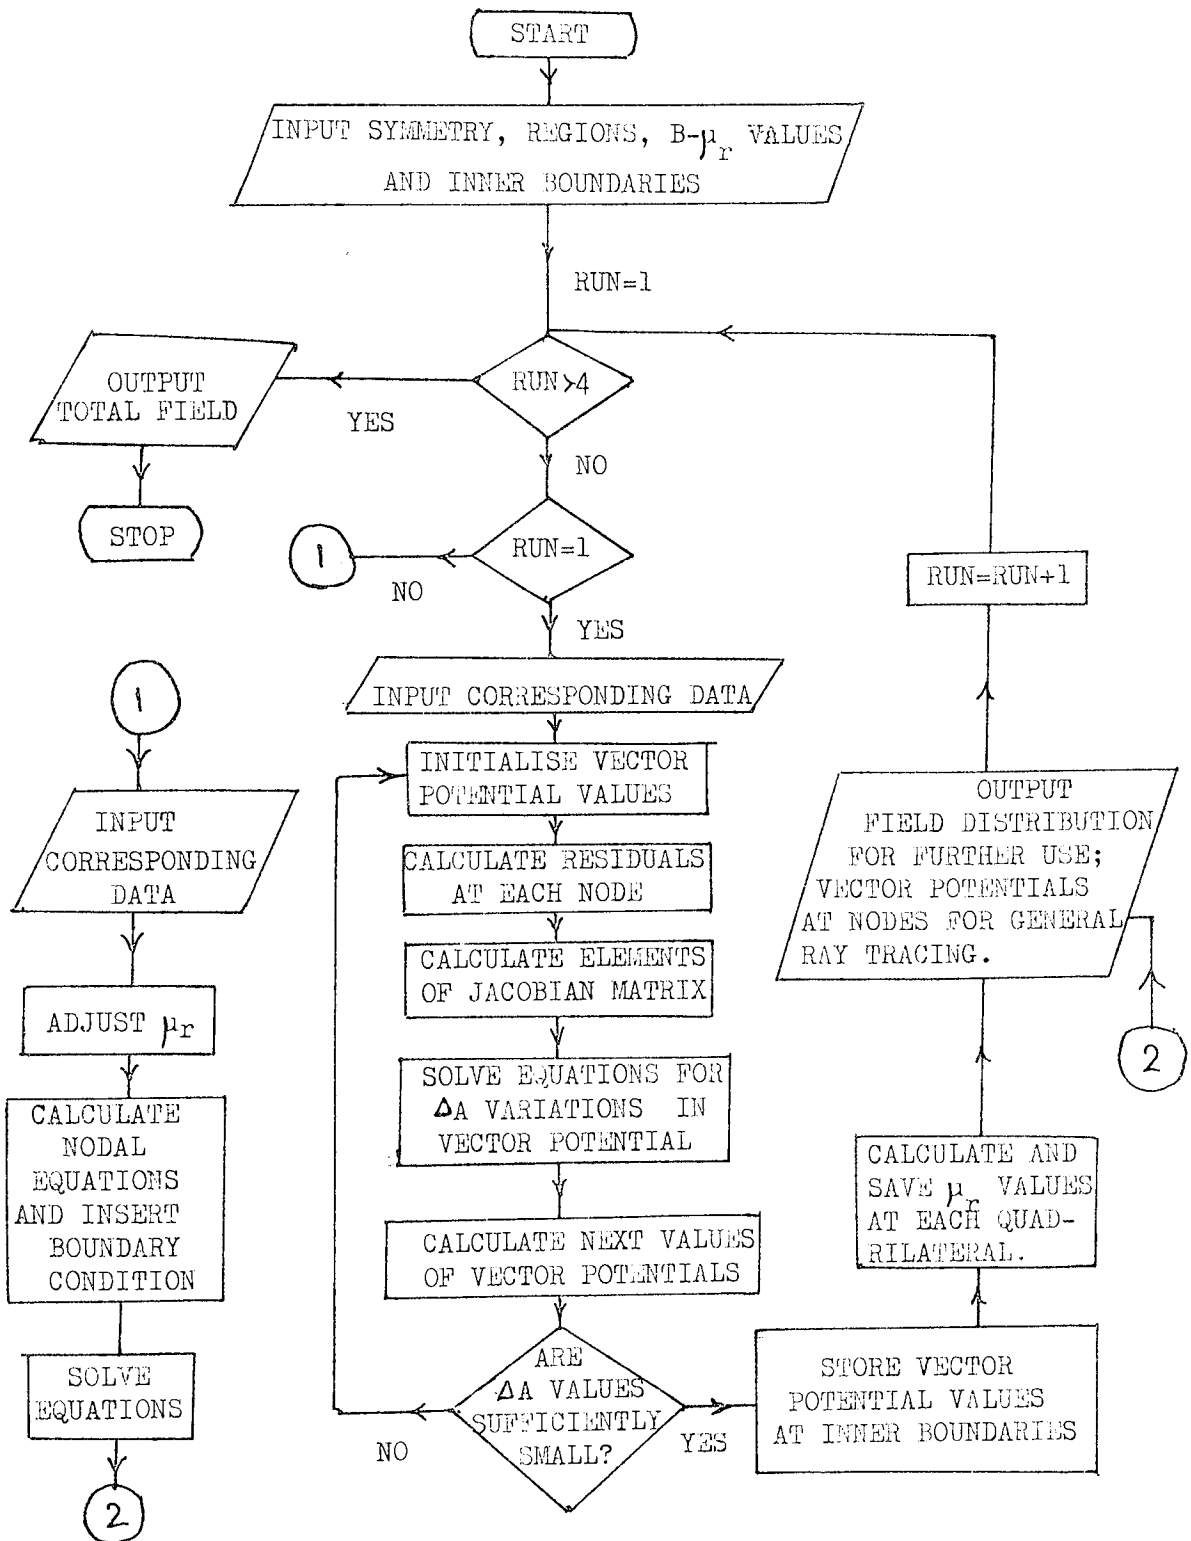 START
INPUT SYMMETRY, REGIONS, B-μr VALUES
AND INNER BOUNDARIES
RUN=1
RUN>4
YES
OUTPUT
TOTAL FIELD
STOP
NO
RUN=1
NO
1
YES
INPUT CORRESPONDING DATA
INITIALISE VECTOR
POTENTIAL VALUES
CALCULATE RESIDUALS
AT EACH NODE
CALCULATE ELEMENTS
OF JACOBIAN MATRIX
SOLVE EQUATIONS FOR
ΔA VARIATIONS IN
VECTOR POTENTIAL
CALCULATE NEXT VALUES
OF VECTOR POTENTIALS
ARE
ΔA VALUES
SUFFICIENTLY
SMALL?
NO
YES
STORE VECTOR
POTENTIAL VALUES
AT INNER BOUNDARIES
CALCULATE AND
SAVE μr VALUES
AT EACH QUAD-
RILATERAL.
OUTPUT
FIELD DISTRIBUTION
FOR FURTHER USE;
VECTOR POTENTIALS
AT NODES FOR GENERAL
RAY TRACING.
2
RUN=RUN+1
1
INPUT
CORRESPONDING
DATA
ADJUST μr
CALCULATE
NODAL
EQUATIONS
AND INSERT
BOUNDARY
CONDITION
SOLVE
EQUATIONS
2